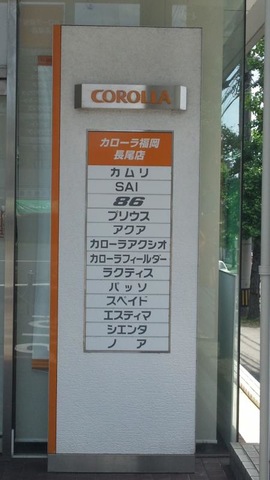 COROLLA
カローラ福岡
長尾店
カムリ
SAI
86
プリウス
アクア
カローラアクシオ
カローラフィールダー
ラクティス
パッソ
スペイド
エスティマ
シエンタ
ノア